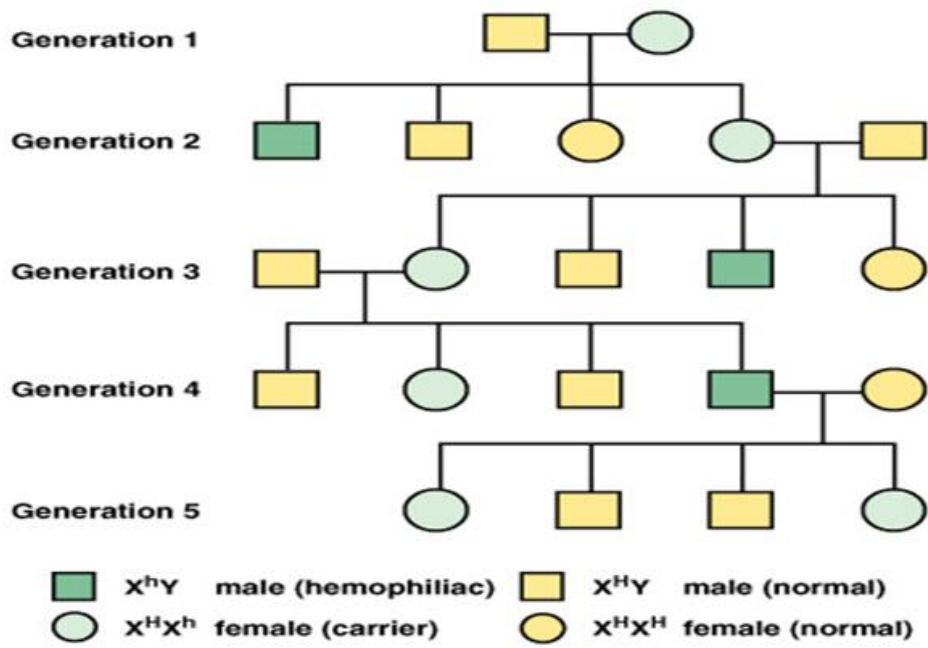 Generation 1
Generation 2
Generation 3
Generation 4
Generation 5
XʰY male (hemophiliac) XᴴY male (normal)
XᴴXʰ female (carrier) XᴴXᴴ female (normal)